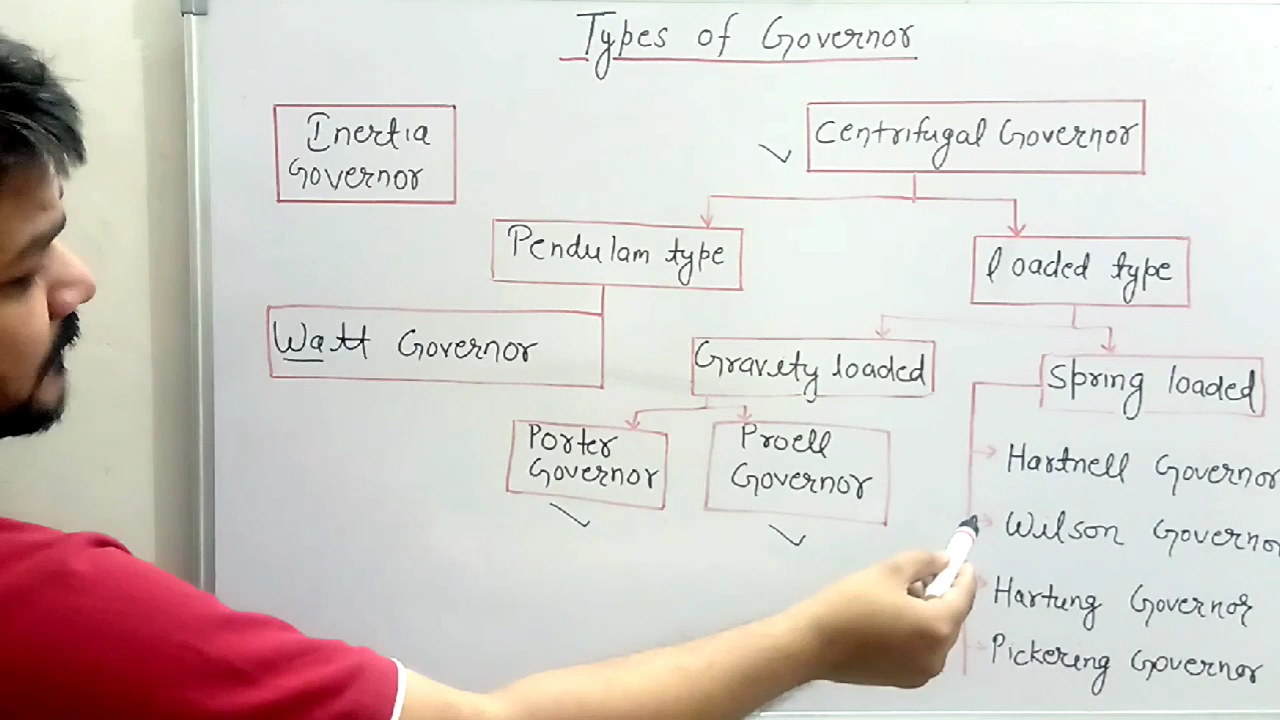 Types of Governor
Inertia
Governor
Centrifugal Governor
Pendulam type
loaded type
Watt Governor
Gravity loaded
Spring loaded
Porter
Governor
Proell
Governor
Hartnell Governor
Wilson Governor
Hartung Governor
Pickering Governor